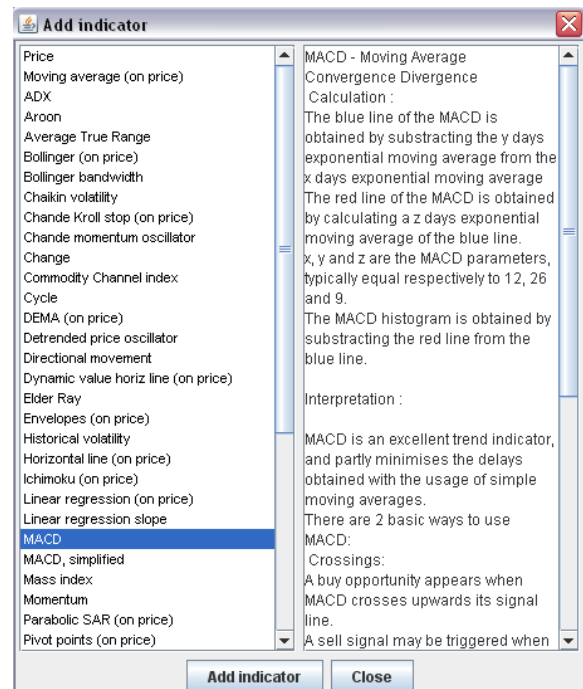 Add indicator
Price
Moving average (on price)
ADX
Aroon
Average True Range
Bollinger (on price)
Bollinger bandwidth
Chaikin volatility
Chande Kroll stop (on price)
Chande momentum oscillator
Change
Commodity Channel index
Cycle
DEMA (on price)
Detrended price oscillator
Directional movement
Dynamic value horiz line (on price)
Elder Ray
Envelopes (on price)
Historical volatility
Horizontal line (on price)
Ichimoku (on price)
Linear regression (on price)
Linear regression slope
MACD
MACD, simplified
Mass index
Momentum
Parabolic SAR (on price)
Pivot points (on price)
MACD - Moving Average
Convergence Divergence
Calculation :
The blue line of the MACD is
obtained by substracting the y days
exponential moving average from the
x days exponential moving average
The red line of the MACD is obtained
by calculating a z days exponential
moving average of the blue line.
x, y and z are the MACD parameters,
typically equal respectively to 12, 26
and 9.
The MACD histogram is obtained by
substracting the red line from the
blue line.
Interpretation :
MACD is an excellent trend indicator,
and partly minimises the delays
obtained with the usage of simple
moving averages.
There are 2 basic ways to use
MACD:
Crossings:
A buy opportunity appears when
MACD crosses upwards its signal
line.
A sell signal may be triggered when
Add indicator
Close